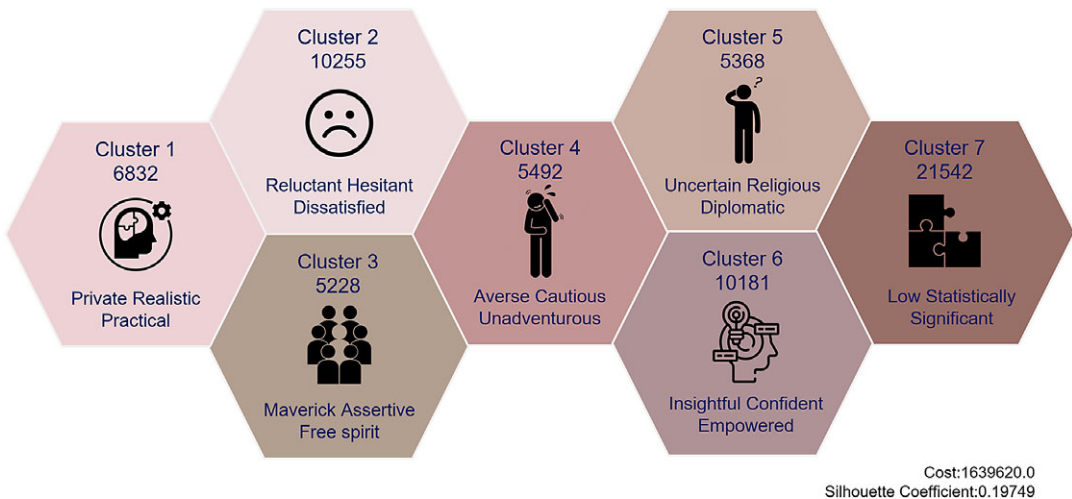 Cluster 1
6832
Private Realistic
Practical
Cluster 2
10255
Reluctant Hesitant
Dissatisfied
Cluster 3
5228
Maverick Assertive
Free spirit
Cluster 4
5492
Averse Cautious
Unadventurous
Cluster 5
5368
?
Uncertain Religious
Diplomatic
Cluster 6
10181
Insightful Confident
Empowered
Cluster 7
21542
Low Statistically
Significant
Cost:1639620.0
Silhouette Coefficient:0.19749